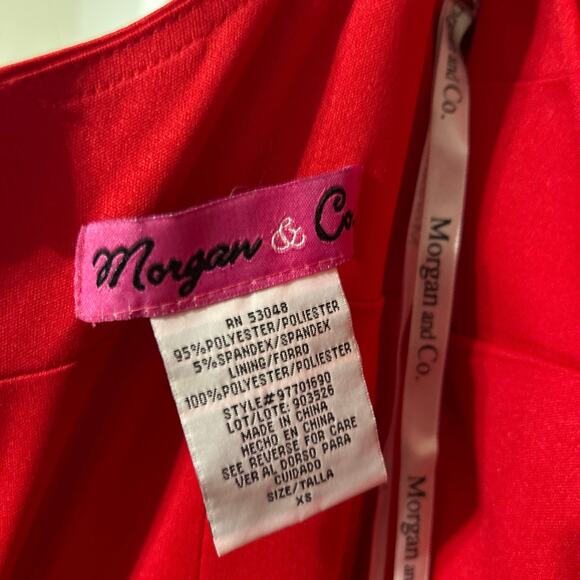 Morgan & Co.
RN 53048
95%POLYESTER/POLIESTER
5%SPANDEX/SPANDEX
LINING/FORRO
100%POLYESTER/POLIESTER
STYLE#97701690
LOT/LOTE: 903526
MADE IN CHINA
HECHO EN CHINA
SEE REVERSE FOR CARE
VER AL DORSO PARA
CUIDADO
SIZE/TALLA
XS
Morgan and Co.
Morgan and Co.
Morgan an